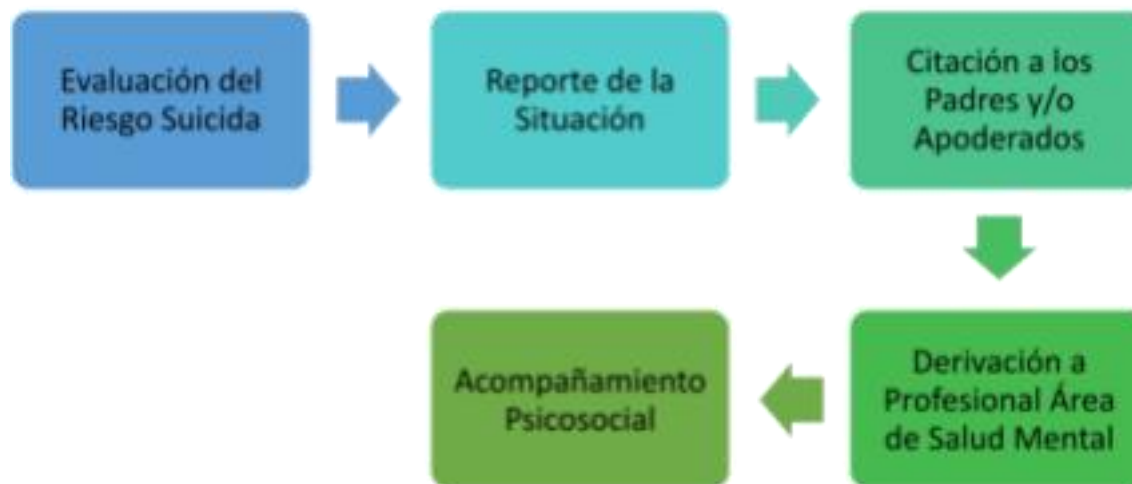 Evaluación del
Riesgo Suicida
Reporte de la
Situación
Citación a los
Padres y/o
Apoderados
Derivación a
Profesional Área
de Salud Mental
Acompañamiento
Psicosocial